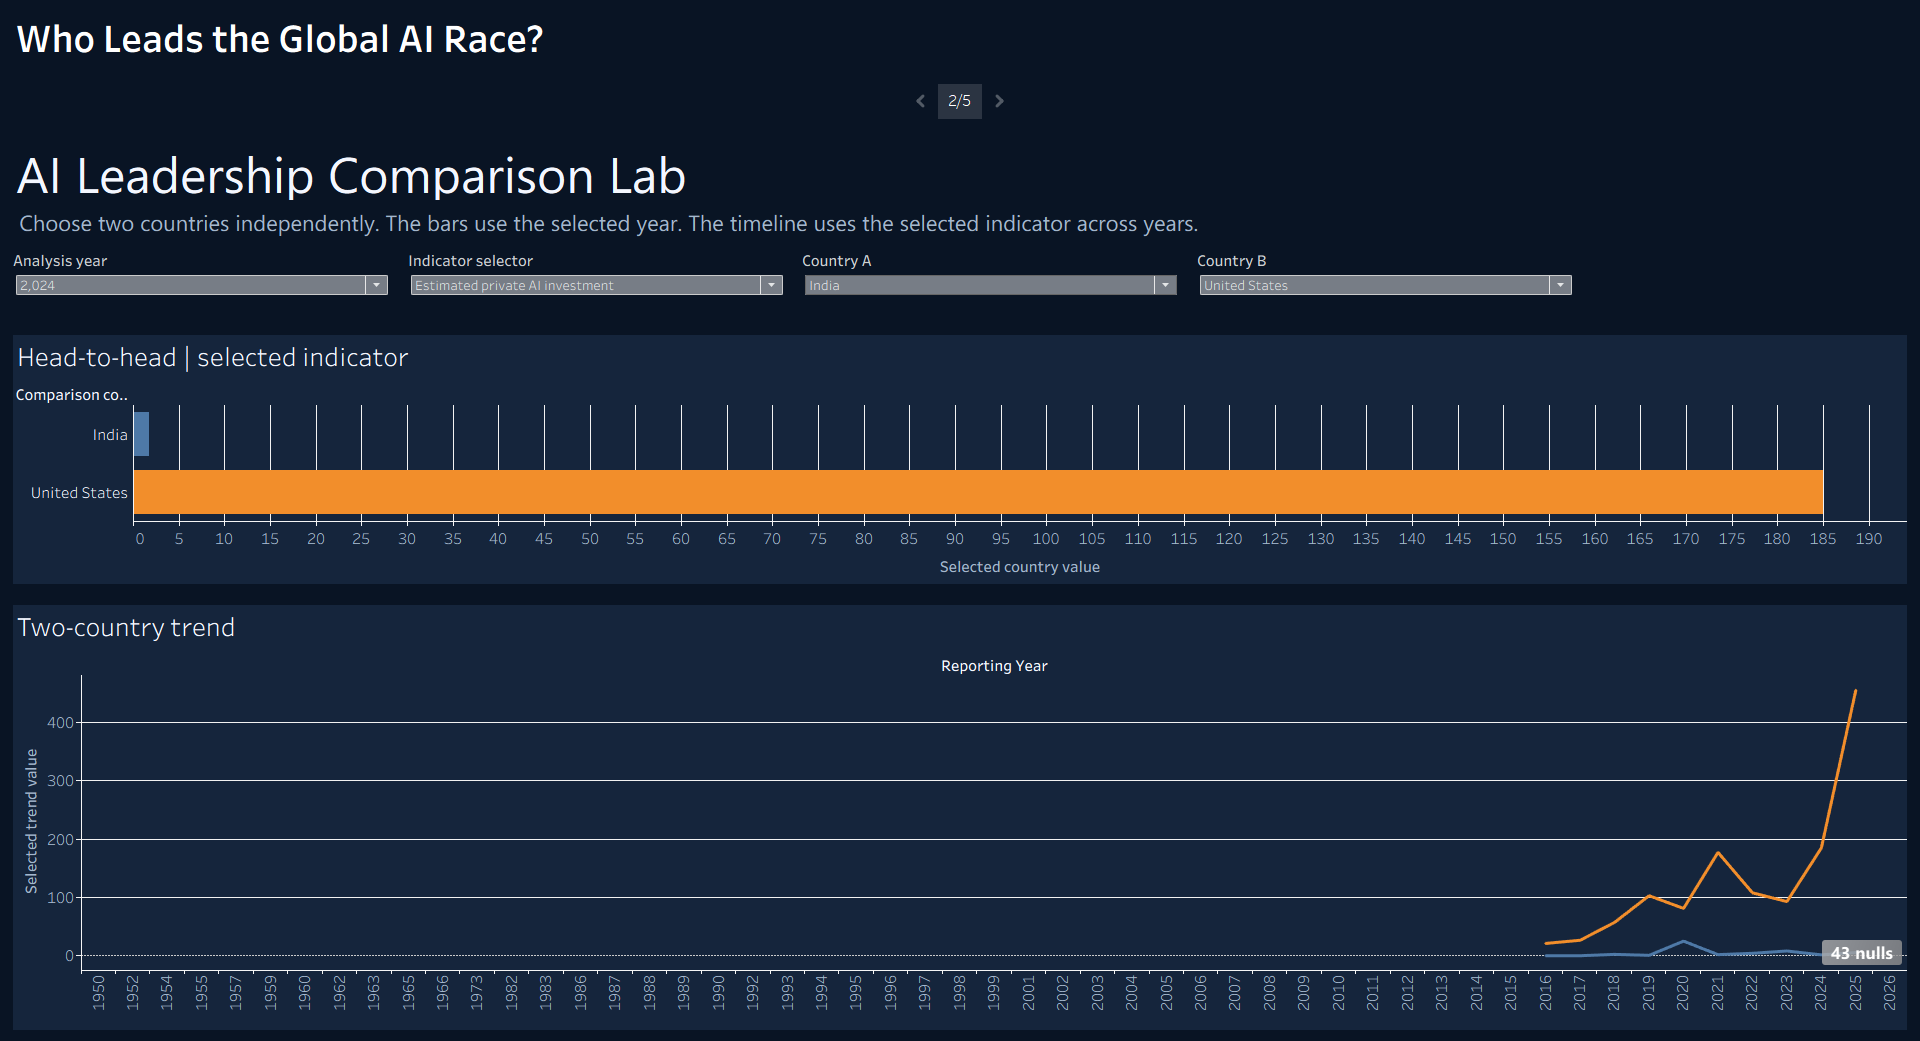 Who Leads the Global AI Race?
2/5
AI Leadership Comparison Lab
Choose two countries independently. The bars use the selected year. The timeline uses the selected indicator across years.
Analysis year Indicator selector Country A Country B
2,024 Estimated private AI investment India United States
Head-to-head | selected indicator
Comparison co..
India
United States
0 5 10 15 20 25 30 35 40 45 50 55 60 65 70 75 80 85 90 95 100 105 110 115 120 125 130 135 140 145 150 155 160 165 170 175 180 185 190
Selected country value
Two-country trend
Reporting Year
Selected trend value
400
300
200
100
0
43 nulls
1950 1952 1954 1955 1957 1959 1960 1962 1963 1965 1966 1973 1982 1983 1986 1987 1988 1989 1990 1992 1993 1994 1995 1996 1997 1998 1999 2001 2002 2003 2004 2005 2006 2007 2008 2009 2010 2011 2012 2013 2014 2015 2016 2017 2018 2019 2020 2021 2022 2023 2024 2025 2026